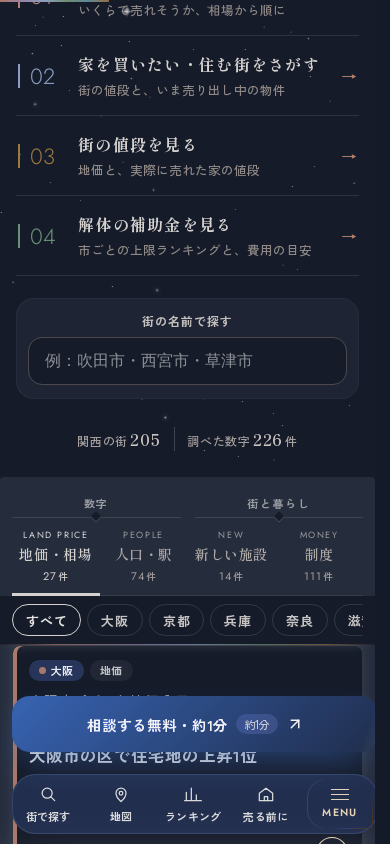 いくらで売れそうか、相場から順に
02
家を買いたい・住む街をさがす
→
街の値段と、いま売り出し中の物件
03
街の値段を見る
→
地価と、実際に売れた家の値段
04
解体の補助金を見る
→
市ごとの上限ランキングと、費用の目安
街の名前で探す
例：吹田市・西宮市・草津市
関西の街 205 調べた数字 226 件
数字 街と暮らし
LAND PRICE PEOPLE NEW MONEY
地価・相場 人口・駅 新しい施設 制度
27件 74件 14件 111件
すべて 大阪 京都 兵庫 奈良 滋
大阪 地価
相談する無料・約1分 約1分
大阪市の区で住宅地の上昇1位
街で探す 地図 ランキング 売る前に MENU